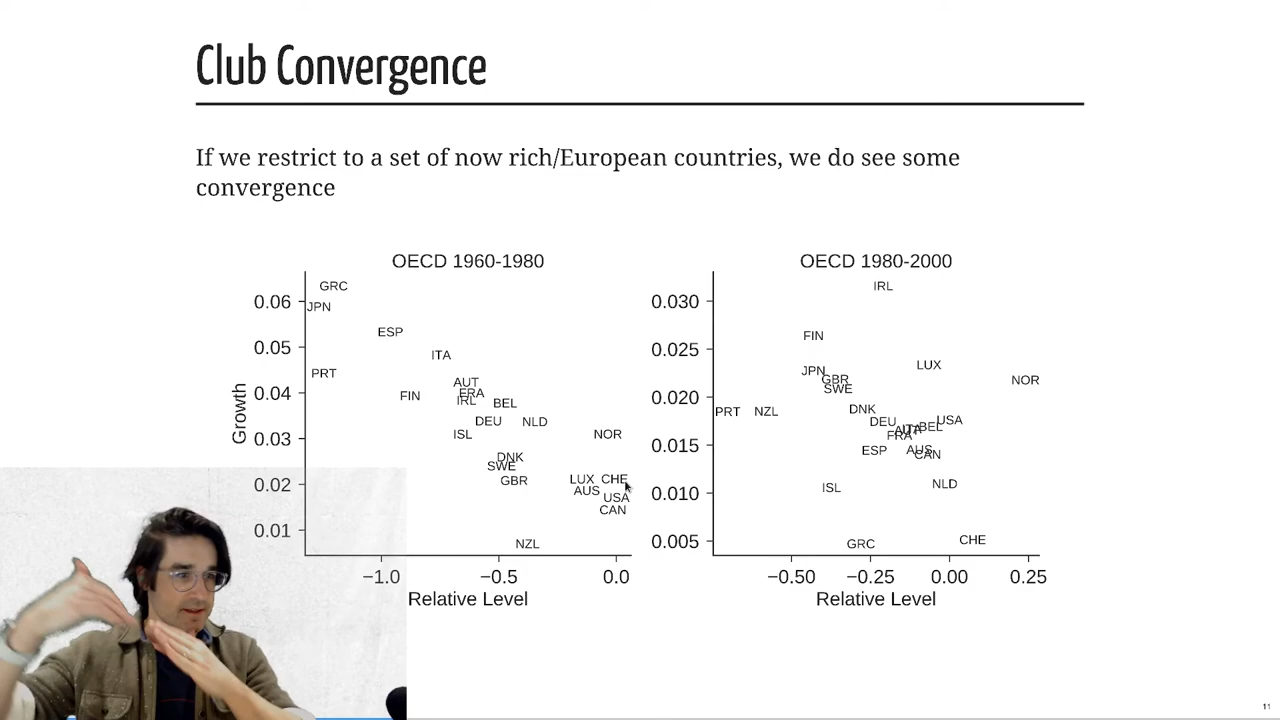 Club Convergence
If we restrict to a set of now rich/European countries, we do see some
convergence
OECD 1960-1980
GRC
JPN
ESP
ITA
PRT
AUT
FRA
FIN
IRL
BEL
DEU
NLD
ISL
NOR
DNK
SWE
GBR
LUX
CHE
AUS
USA
CAN
NZL
0.06
0.05
0.04
0.03
0.02
0.01
Growth
−1.0
−0.5
0.0
Relative Level
OECD 1980-2000
IRL
FIN
LUX
JPN
GBR
NOR
SWE
PRT
NZL
DNK
DEU
USA
BEL
ITA
FRA
ESP
AUS
CAN
ISL
NLD
GRC
CHE
0.030
0.025
0.020
0.015
0.010
0.005
−0.50
−0.25
0.00
0.25
Relative Level
11